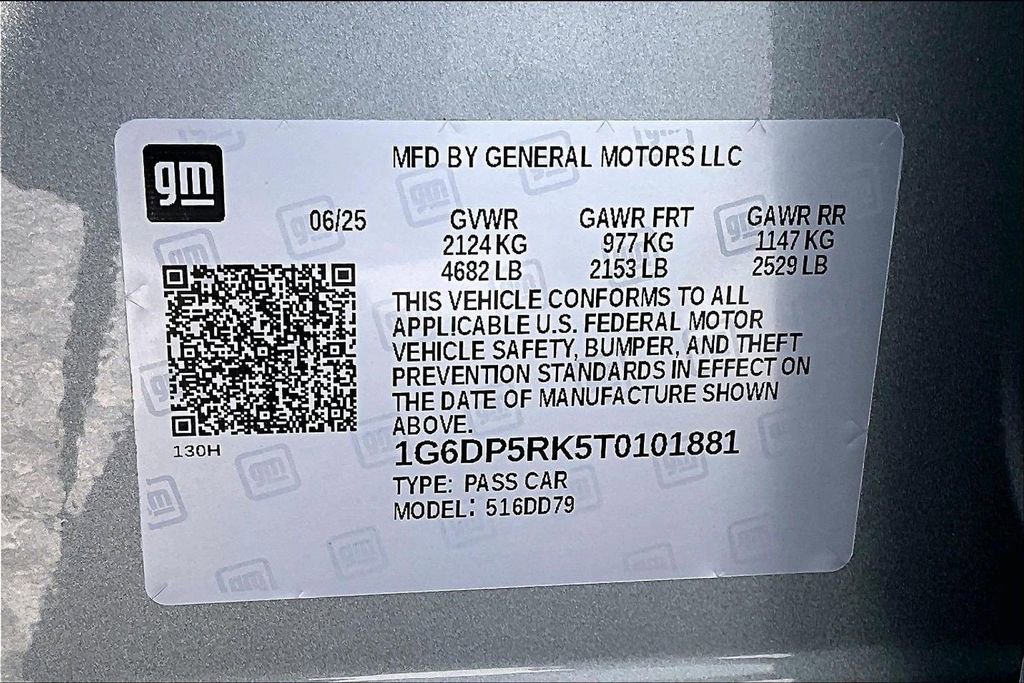 gm
MFD BY GENERAL MOTORS LLC
06/25 GVWR GAWR FRT GAWR RR
2124 KG 977 KG 1147 KG
4682 LB 2153 LB 2529 LB
THIS VEHICLE CONFORMS TO ALL
APPLICABLE U.S. FEDERAL MOTOR
VEHICLE SAFETY, BUMPER, AND THEFT
PREVENTION STANDARDS IN EFFECT ON
THE DATE OF MANUFACTURE SHOWN
ABOVE.
130H
1G6DP5RK5T0101881
TYPE: PASS CAR
MODEL: 516DD79